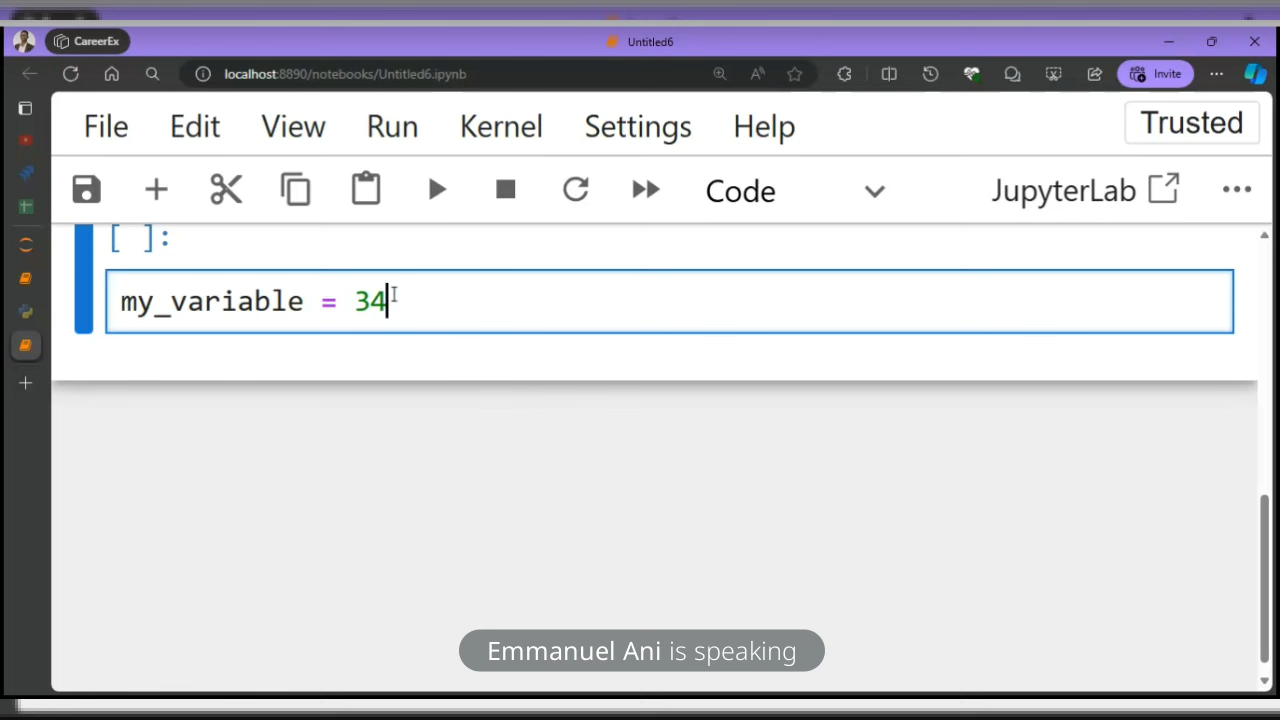 CareerEx
Untitled6
localhost:8890/notebooks/Untitled6.ipynb
Invite
File Edit View Run Kernel Settings Help
Trusted
Code
JupyterLab
[ ]:
my_variable = 34
Emmanuel Ani is speaking